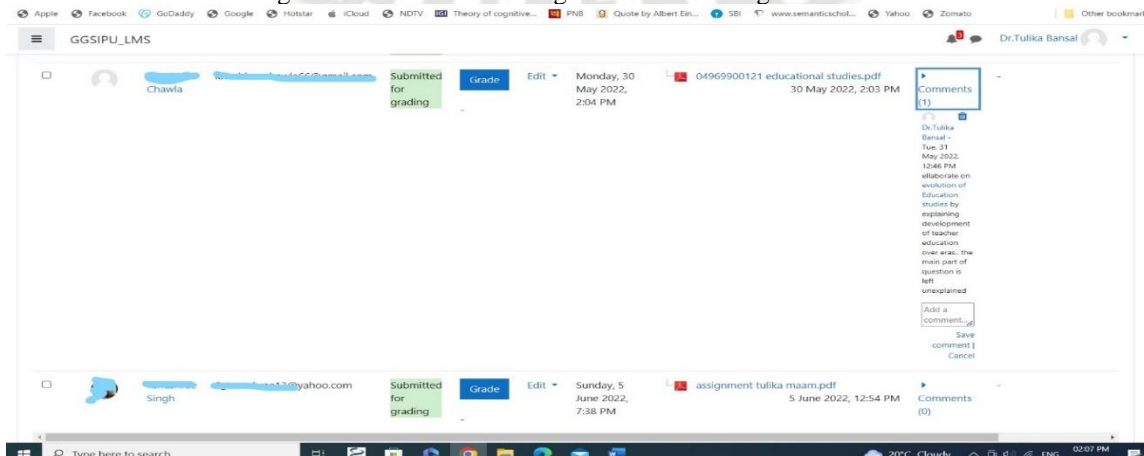 Apple Facebook GoDaddy Google Hotstar iCloud NDTV Theory of cognitive... PNB Quote by Albert Ein... SBI www.semanticschol... Yahoo Zomato Other bookmar
GGSIPU_LMS 3 Dr.Tulika Bansal
Chawla
Submitted
for
grading
Grade
Edit
Monday, 30
May 2022,
2:04 PM
04969900121 educational studies.pdf
30 May 2022, 2:03 PM
Comments
(1)
-
-
Dr.Tulika
Bansal -
Tue, 31
May 2022,
12:46 PM
ellaborate on
evolution of
Education
studies by
explaining
development
of teacher
education
over eras.. the
main part of
question is
left
unexplained
Add a
comment...
Save
comment |
Cancel
Singh
@yahoo.com
Submitted
for
grading
Grade
Edit
Sunday, 5
June 2022,
7:38 PM
assignment tulika maam.pdf
5 June 2022, 12:54 PM
Comments
(0)
-
-
Type here to search
20°C Cloudy ENG 02:07 PM